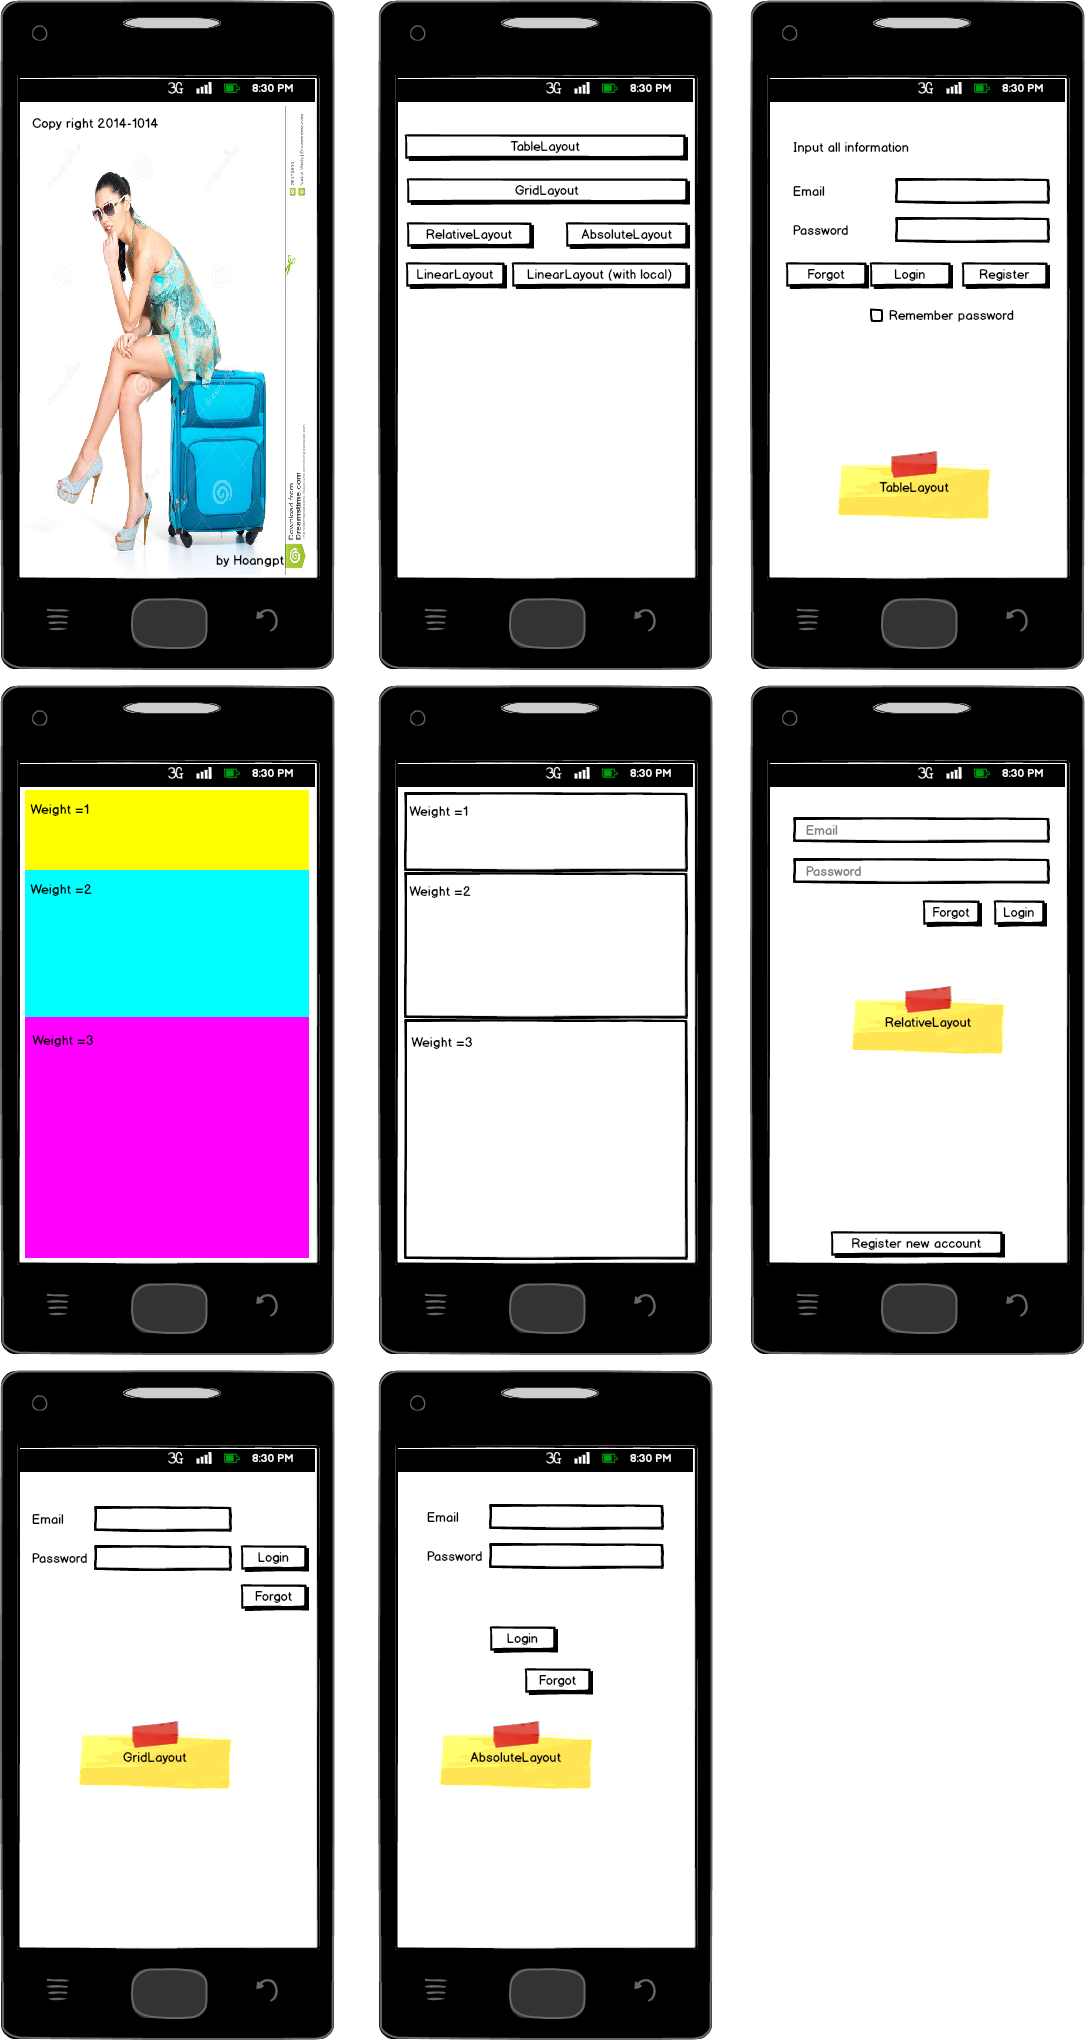 3G 8:30 PM
Copy right 2014-1014
Download from
Dreamstime.com
by Hoangpt
3G 8:30 PM
TableLayout
GridLayout
RelativeLayout AbsoluteLayout
LinearLayout LinearLayout (with local)
3G 8:30 PM
Input all information
Email
Password
Forgot Login Register
Remember password
TableLayout
3G 8:30 PM
Weight =1
Weight =2
Weight =3
3G 8:30 PM
Weight =1
Weight =2
Weight =3
3G 8:30 PM
Email
Password
Forgot Login
RelativeLayout
Register new account
3G 8:30 PM
Email
Password Login
Forgot
GridLayout
3G 8:30 PM
Email
Password
Login
Forgot
AbsoluteLayout